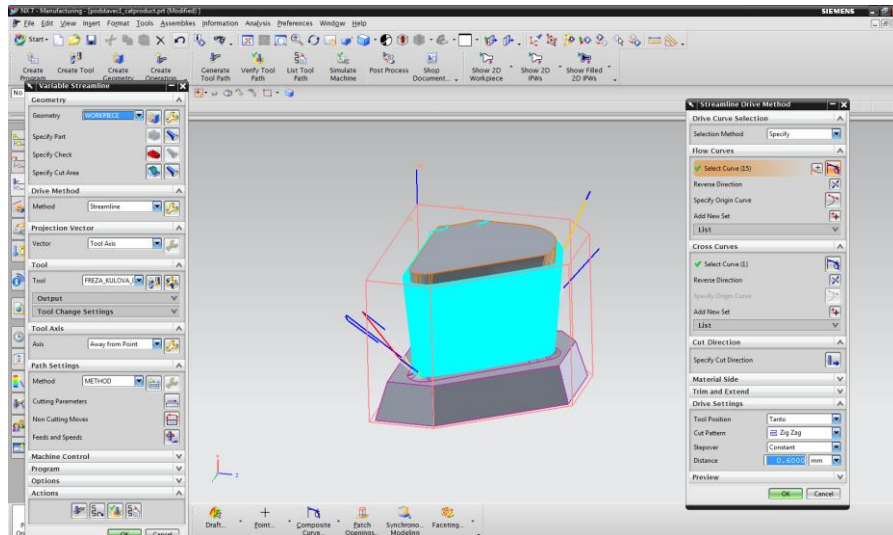 NX 7 - Manufacturing - [podstaveci_catproduct.prt (Modified) ]
SIEMENS
File Edit View Insert Format Tools Assemblies Information Analysis Preferences Window Help
Start
Create Program
Create Tool
Create Geometry
Create Operation
Generate Tool Path
Verify Tool Path
List Tool Path
Simulate Machine
Post Process
Shop Document...
Show 2D Workpiece
Show 2D IPWs
Show Filled 2D IPWs
No
Variable Streamline
Geometry
Geometry WORKPIECE
Specify Part
Specify Check
Specify Cut Area
Drive Method
Method Streamline
Projection Vector
Vector Tool Axis
Tool
Tool FREZA_KULOVA_
Output
Tool Change Settings
Tool Axis
Axis Away from Point
Path Settings
Method METHOD
Cutting Parameters
Non Cutting Moves
Feeds and Speeds
Machine Control
Program
Options
Actions
OK Cancel
Streamline Drive Method
Drive Curve Selection
Selection Method Specify
Flow Curves
Select Curve (15)
Reverse Direction
Specify Origin Curve
Add New Set
List
Cross Curves
Select Curve (1)
Reverse Direction
Specify Origin Curve
Add New Set
List
Cut Direction
Specify Cut Direction
Material Side
Trim and Extend
Drive Settings
Tool Position Tanto
Cut Pattern Zig Zag
Stepover Constant
Distance 0.6000 mm
Preview
OK Cancel
Draft...
Point...
Composite Curve...
Patch Openings...
Synchrono... Modeling
Faceting...